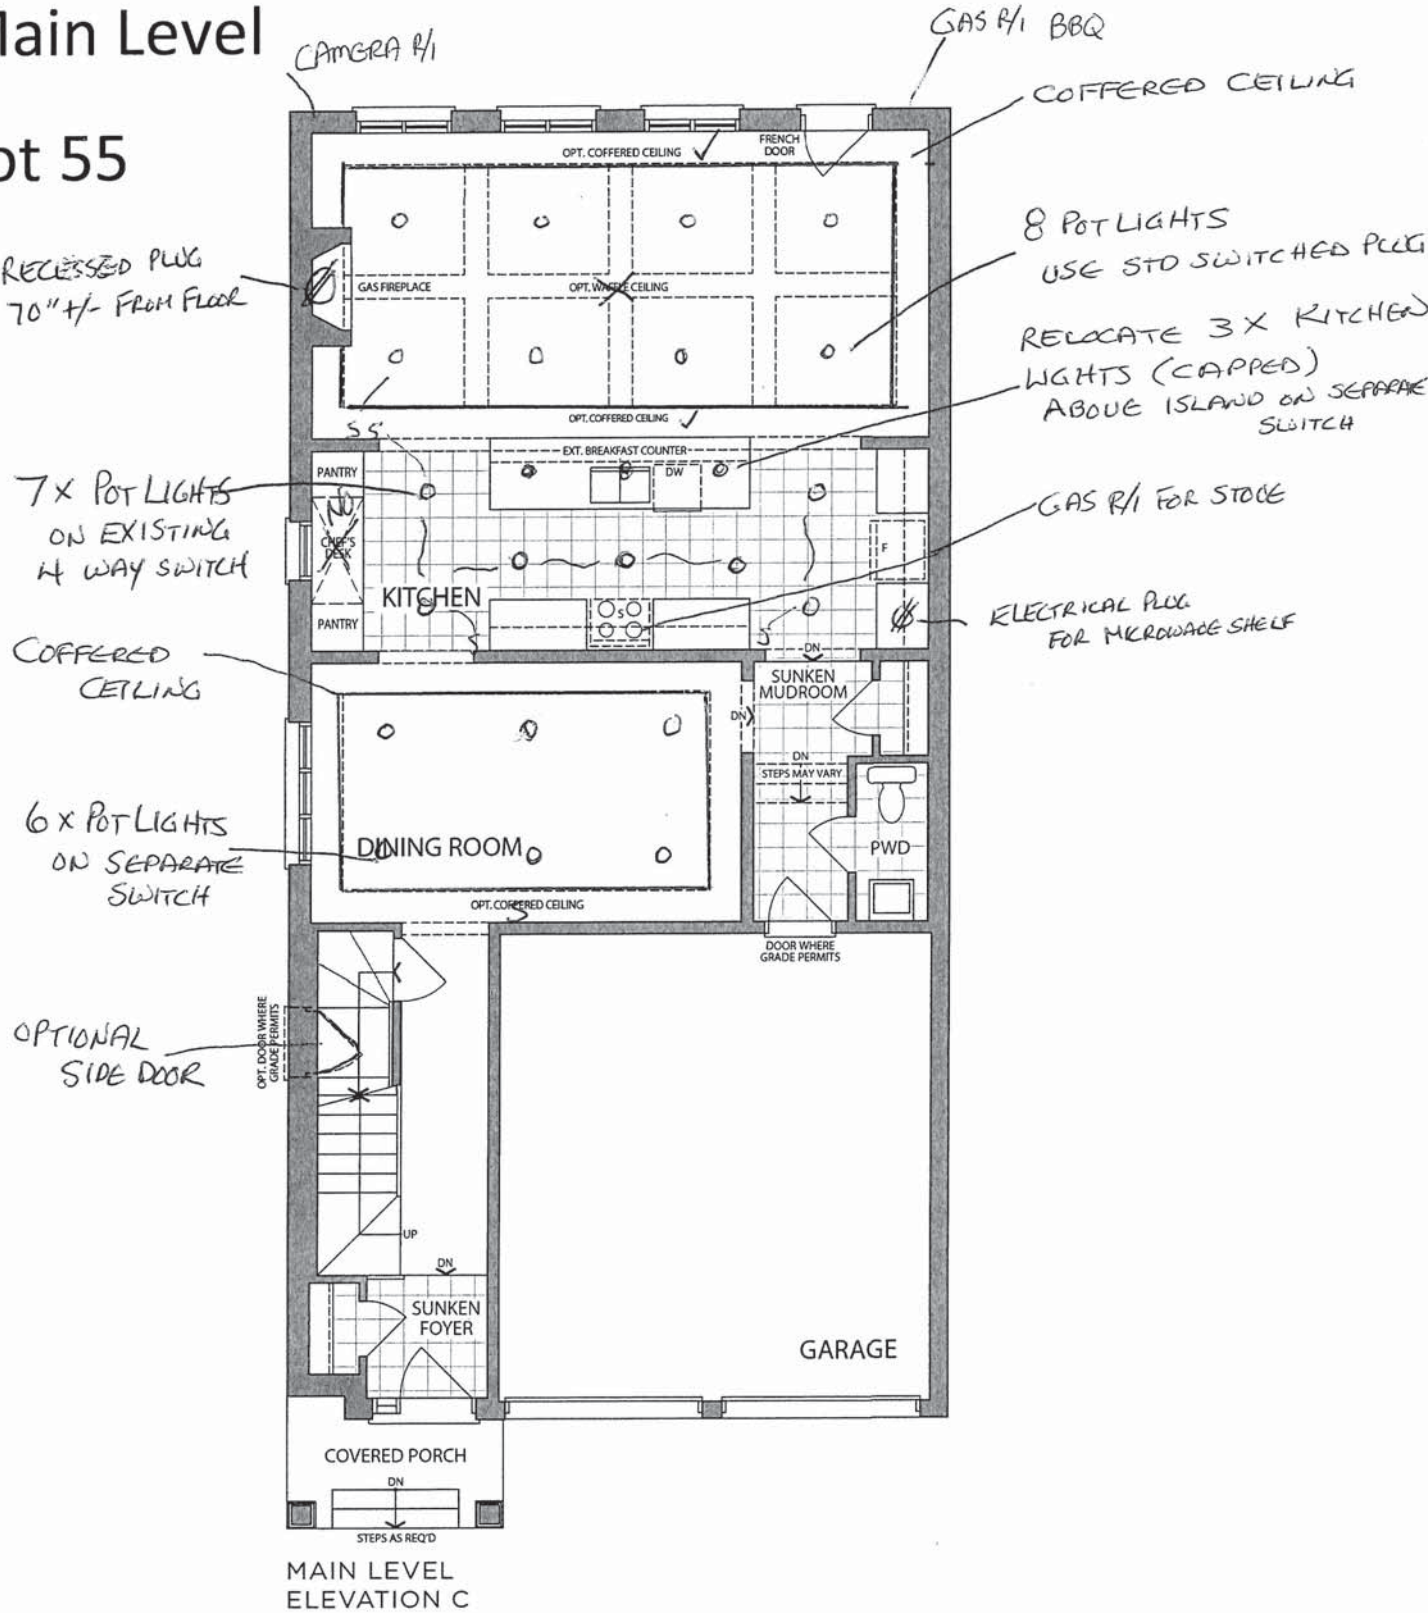 Main Level
CAMERA R/I
GAS R/I BBQ
COFFERED CEILING
ot 55
OPT. COFFERED CEILING
FRENCH
DOOR
8 POT LIGHTS
USE STD SWITCHED PLUG
RECESSED PLUG
70" +/- FROM FLOOR
GAS FIREPLACE
OPT. WAFFLE CEILING
RELOCATE 3 X KITCHEN
LIGHTS (CAPPED)
ABOVE ISLAND ON SEPARATE
SWITCH
OPT. COFFERED CEILING
S S
EXT. BREAKFAST COUNTER
DW
PANTRY
NO
CHEF'S
DESK
PANTRY
7 X POT LIGHTS
ON EXISTING
4 WAY SWITCH
GAS R/I FOR STOVE
F
KITCHEN
S
S
S
ELECTRICAL PLUG
FOR MICROWAVE SHELF
DN
COFFERED
CEILING
SUNKEN
MUDROOM
DN
DN
STEPS MAY VARY
6 X POT LIGHTS
ON SEPARATE
SWITCH
DINING ROOM
PWD
OPT. COFFERED CEILING
S
DOOR WHERE
GRADE PERMITS
OPTIONAL
SIDE DOOR
OPT. DOOR WHERE
GRADE PERMITS
UP
DN
SUNKEN
FOYER
GARAGE
COVERED PORCH
DN
STEPS AS REQ'D
MAIN LEVEL
ELEVATION C